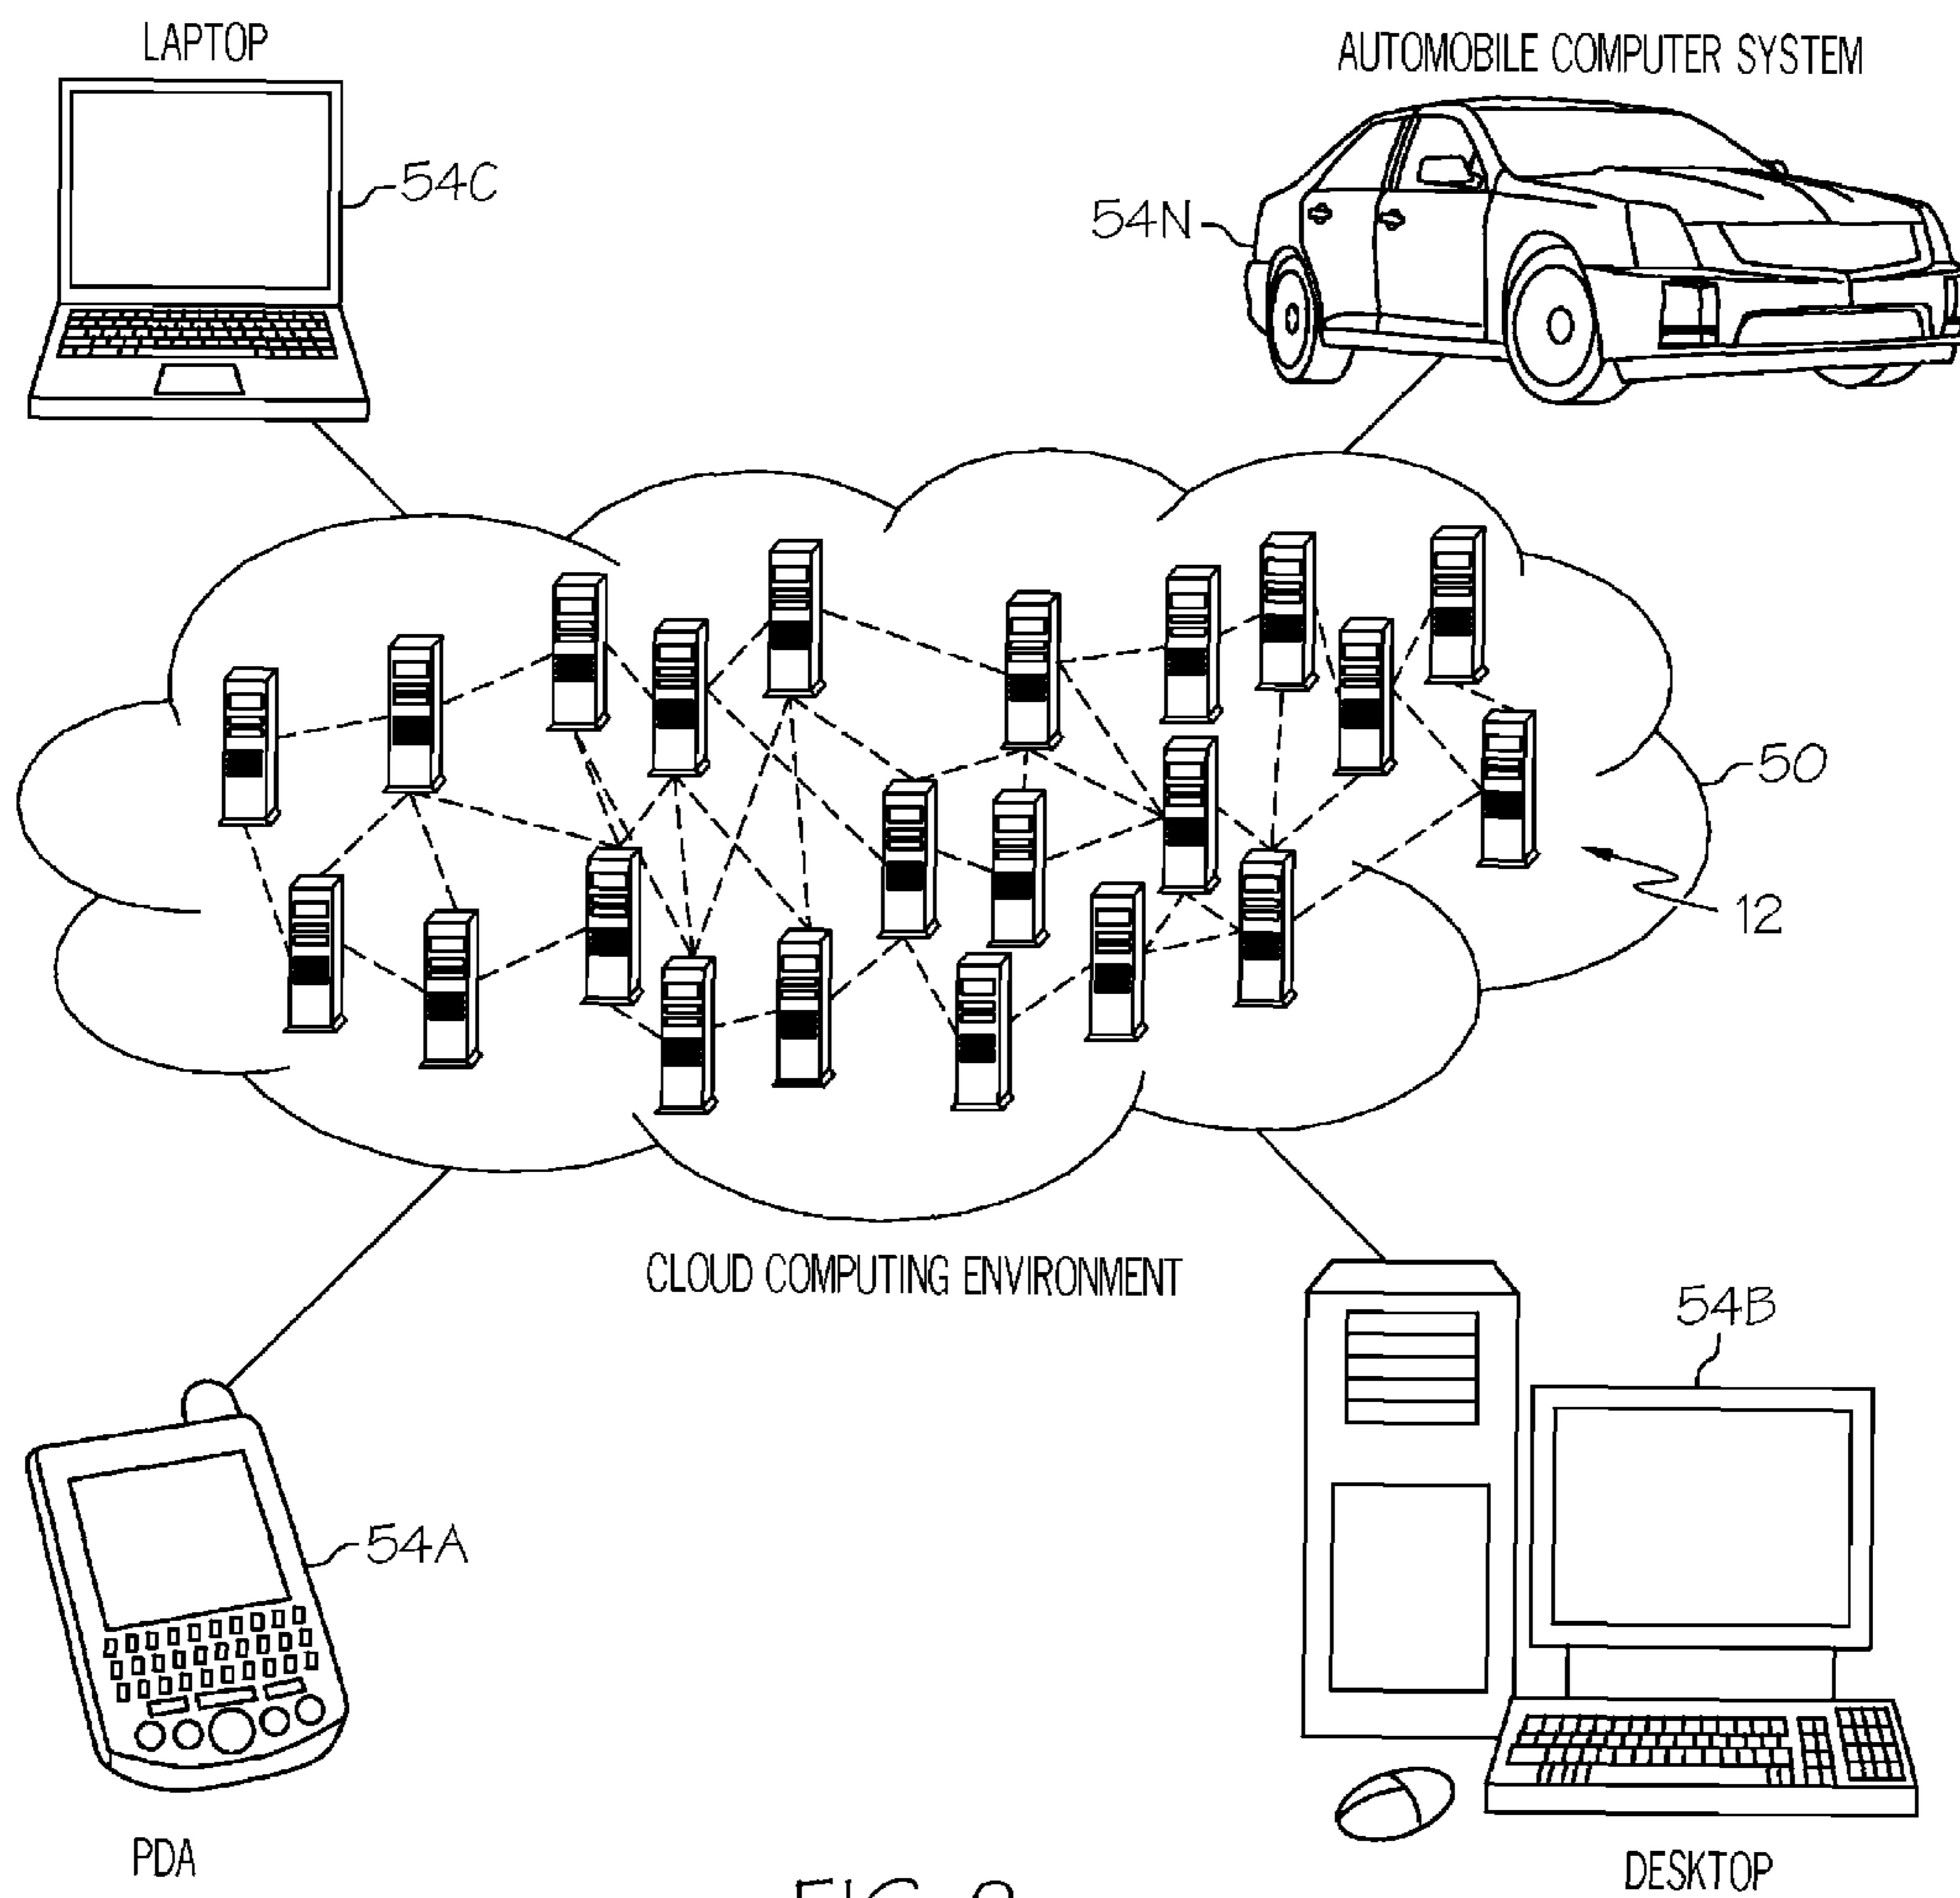 LAPTOP
AUTOMOBILE COMPUTER SYSTEM
54C
54N
50
12
CLOUD COMPUTING ENVIRONMENT
54B
54A
PDA
DESKTOP